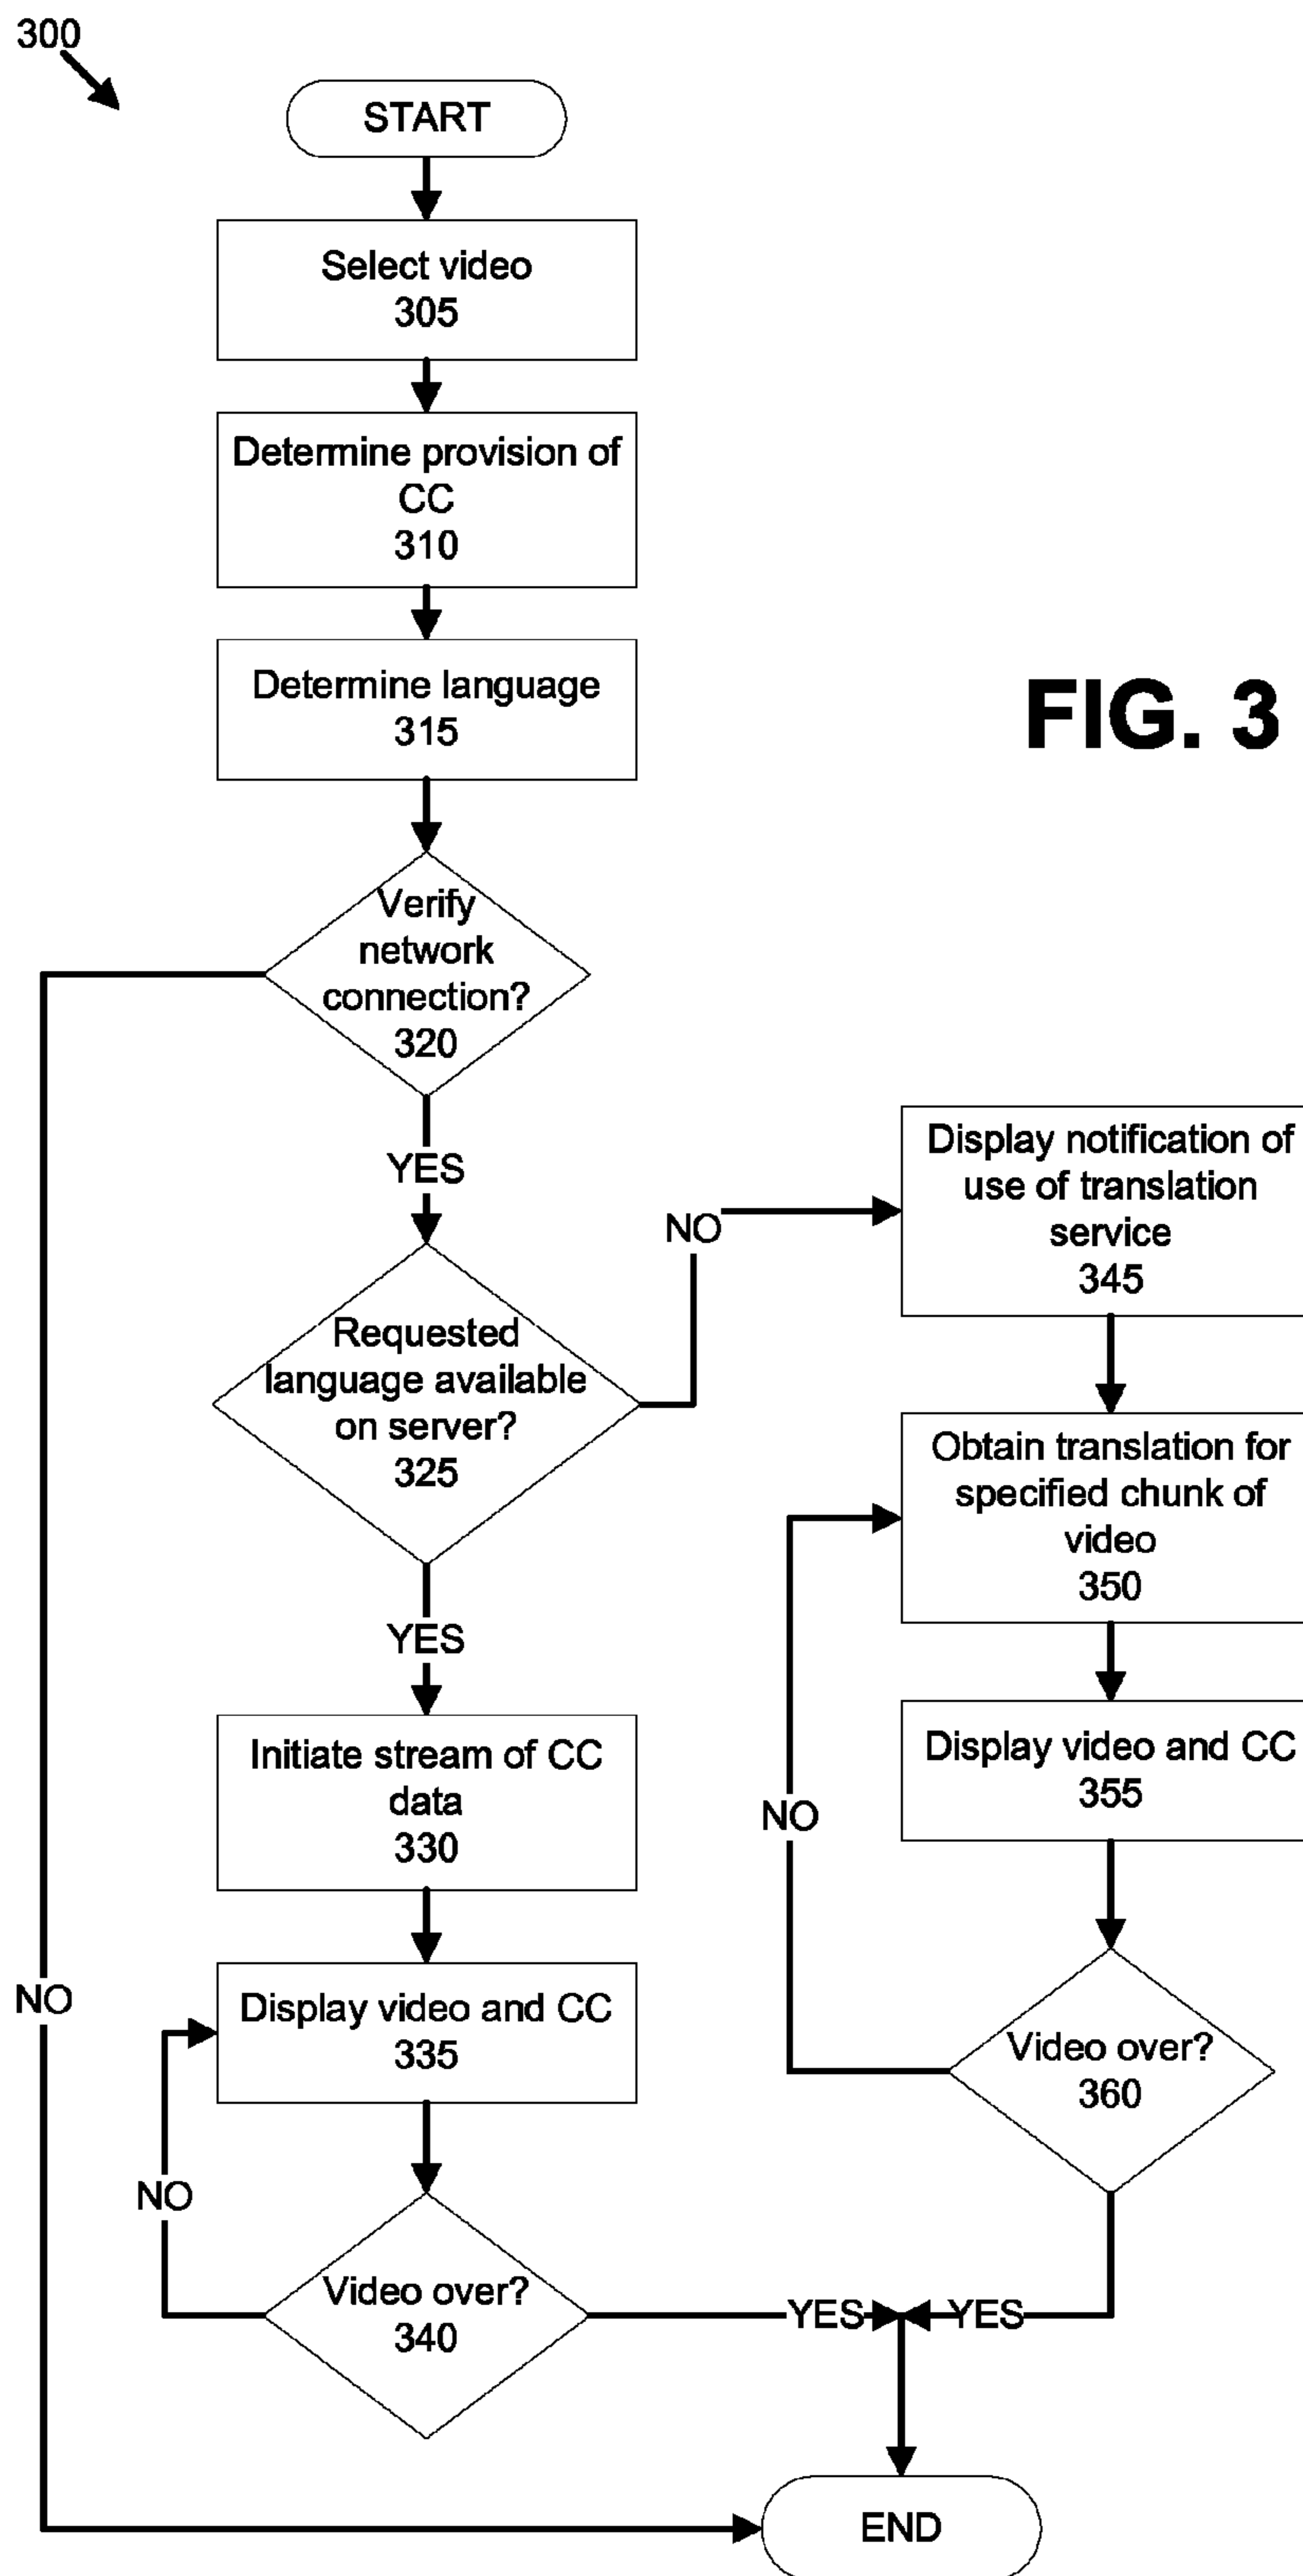 300
START
Select video
305
Determine provision of
CC
310
Determine language
315
FIG. 3
Verify
network
connection?
320
YES
Requested
language available
on server?
325
NO
YES
Initiate stream of CC
data
330
Display video and CC
335
NO
Video over?
340
YES
NO
Display notification of
use of translation
service
345
Obtain translation for
specified chunk of
video
350
Display video and CC
355
NO
Video over?
360
YES
END